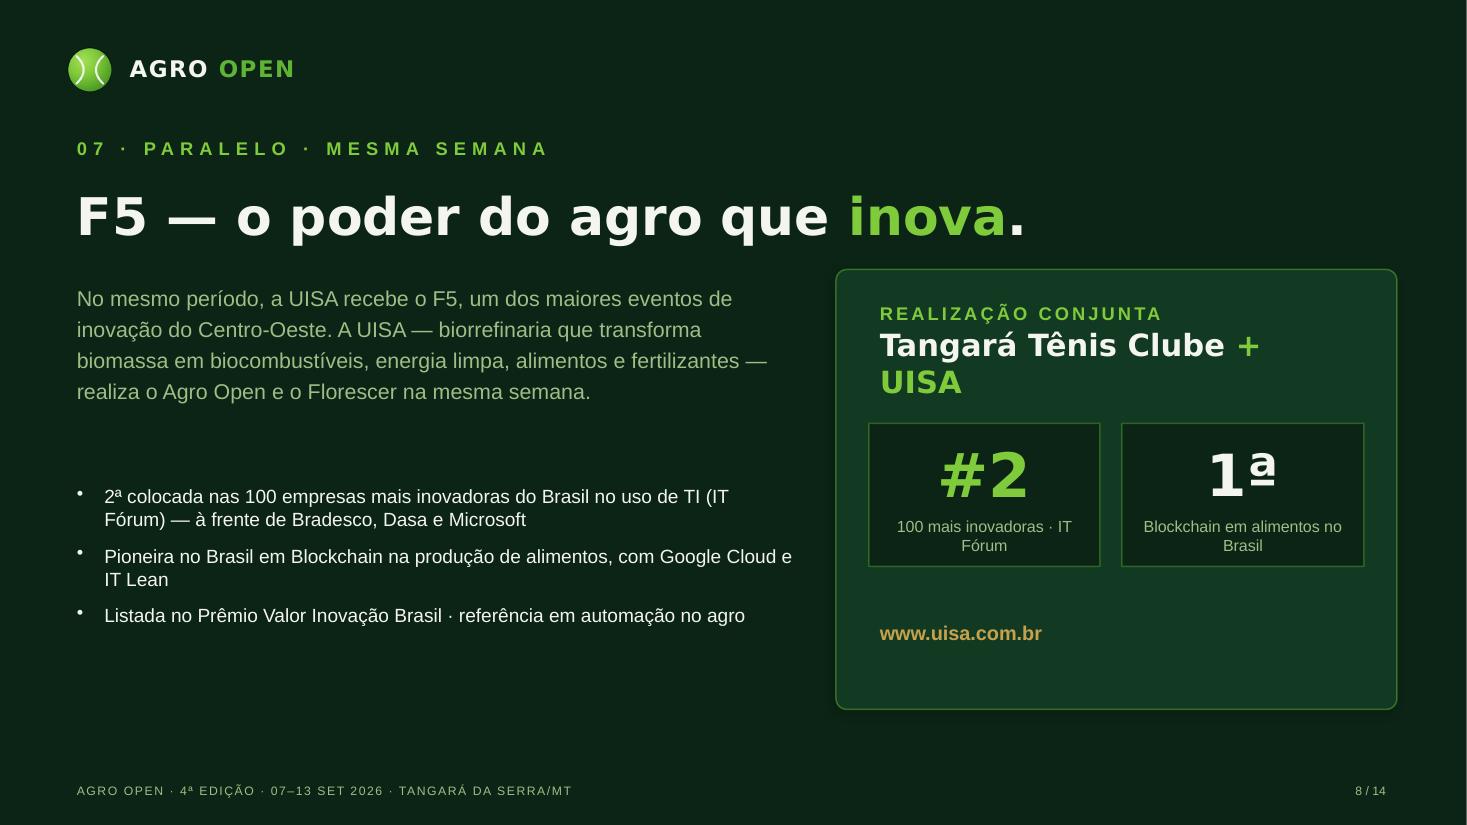 AGRO OPEN
07 · PARALELO · MESMA SEMANA
F5 — o poder do agro que inova.
No mesmo período, a UISA recebe o F5, um dos maiores eventos de
inovação do Centro-Oeste. A UISA — biorrefinaria que transforma
biomassa em biocombustíveis, energia limpa, alimentos e fertilizantes —
realiza o Agro Open e o Florescer na mesma semana.
• 2ª colocada nas 100 empresas mais inovadoras do Brasil no uso de TI (IT
Fórum) — à frente de Bradesco, Dasa e Microsoft
• Pioneira no Brasil em Blockchain na produção de alimentos, com Google Cloud e
IT Lean
• Listada no Prêmio Valor Inovação Brasil · referência em automação no agro
REALIZAÇÃO CONJUNTA
Tangará Tênis Clube +
UISA
#2
100 mais inovadoras · IT
Fórum
1ª
Blockchain em alimentos no
Brasil
www.uisa.com.br
AGRO OPEN · 4ª EDIÇÃO · 07–13 SET 2026 · TANGARÁ DA SERRA/MT
8 / 14